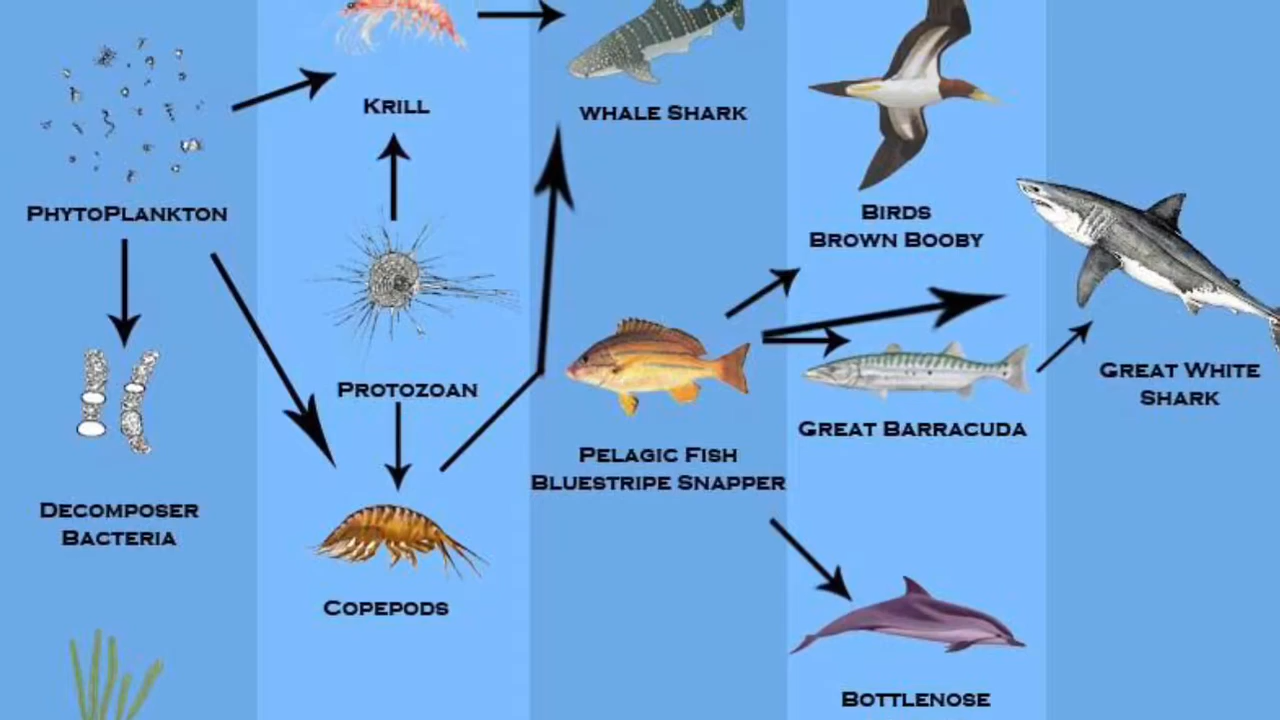 PhytoPlankton
Decomposer
Bacteria
Krill
Protozoan
Copepods
whale Shark
Pelagic Fish
Bluestripe Snapper
Birds
Brown Booby
Great Barracuda
Bottlenose
Great White
Shark